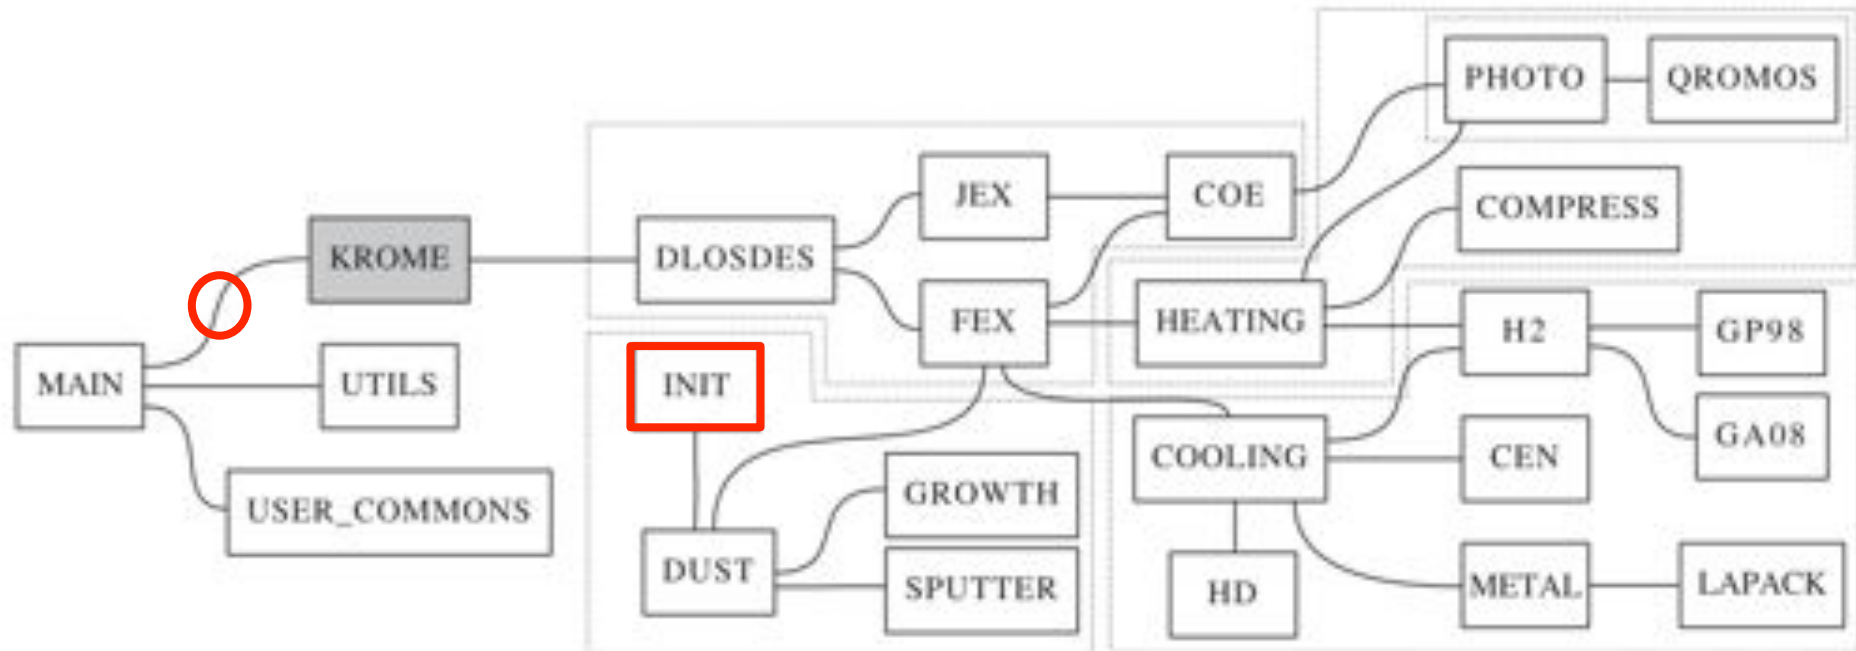 PHOTO
QROMOS
JEX
COE
COMPRESS
KROME
DLOSDES
FEX
HEATING
H2
GP98
MAIN
UTILS
INIT
GA08
COOLING
CEN
USER_COMMONS
GROWTH
DUST
SPUTTER
HD
METAL
LAPACK